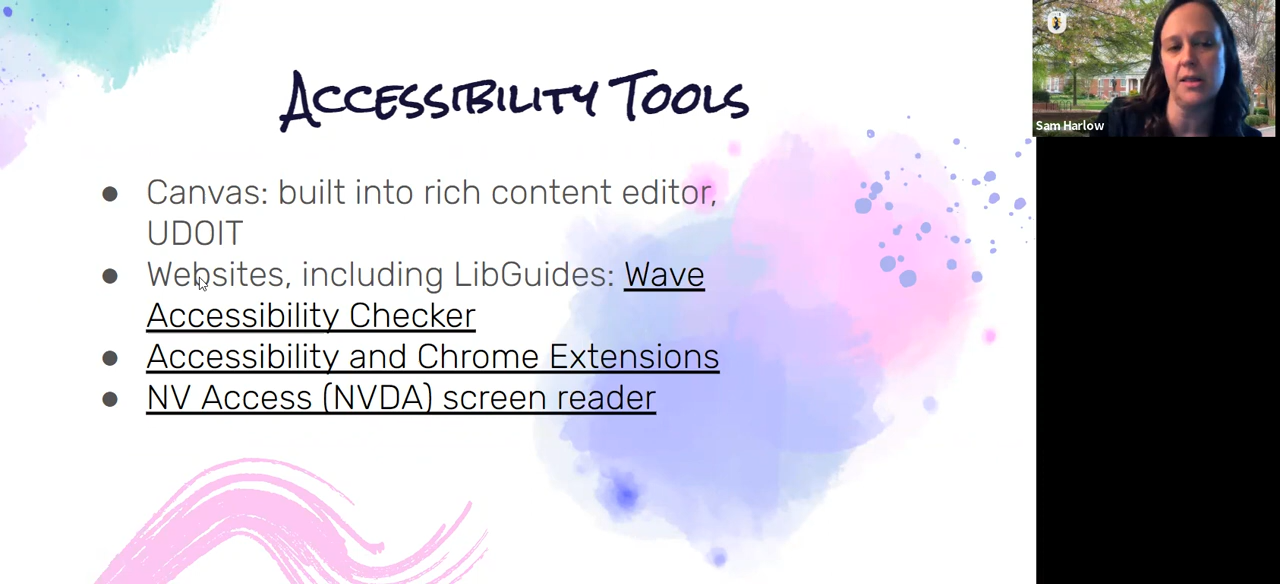 Accessibility Tools
Canvas: built into rich content editor,
UDOIT
Websites, including LibGuides: Wave
Accessibility Checker
Accessibility and Chrome Extensions
NV Access (NVDA) screen reader
Sam Harlow